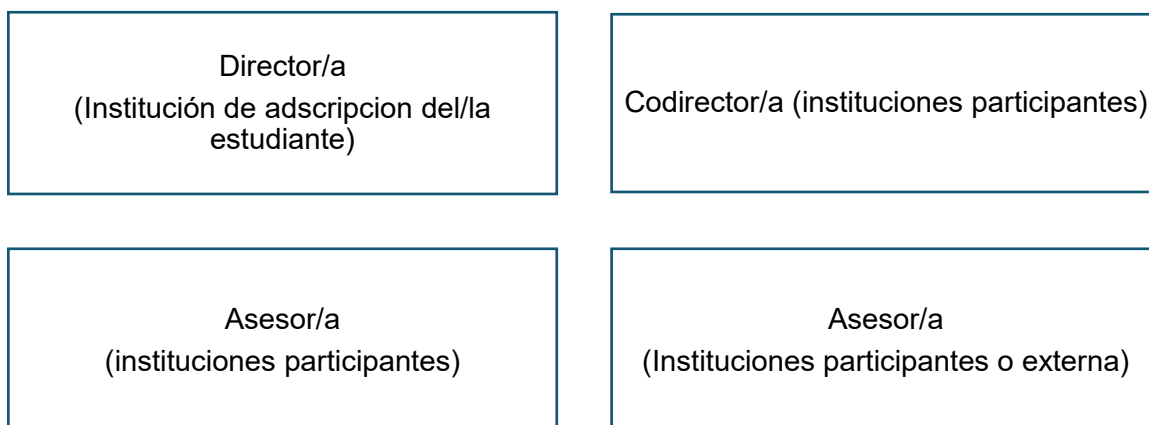 Director/a
(Institución de adscripcion del/la
estudiante)
Codirector/a (instituciones participantes)
Asesor/a
(instituciones participantes)
Asesor/a
(Instituciones participantes o externa)